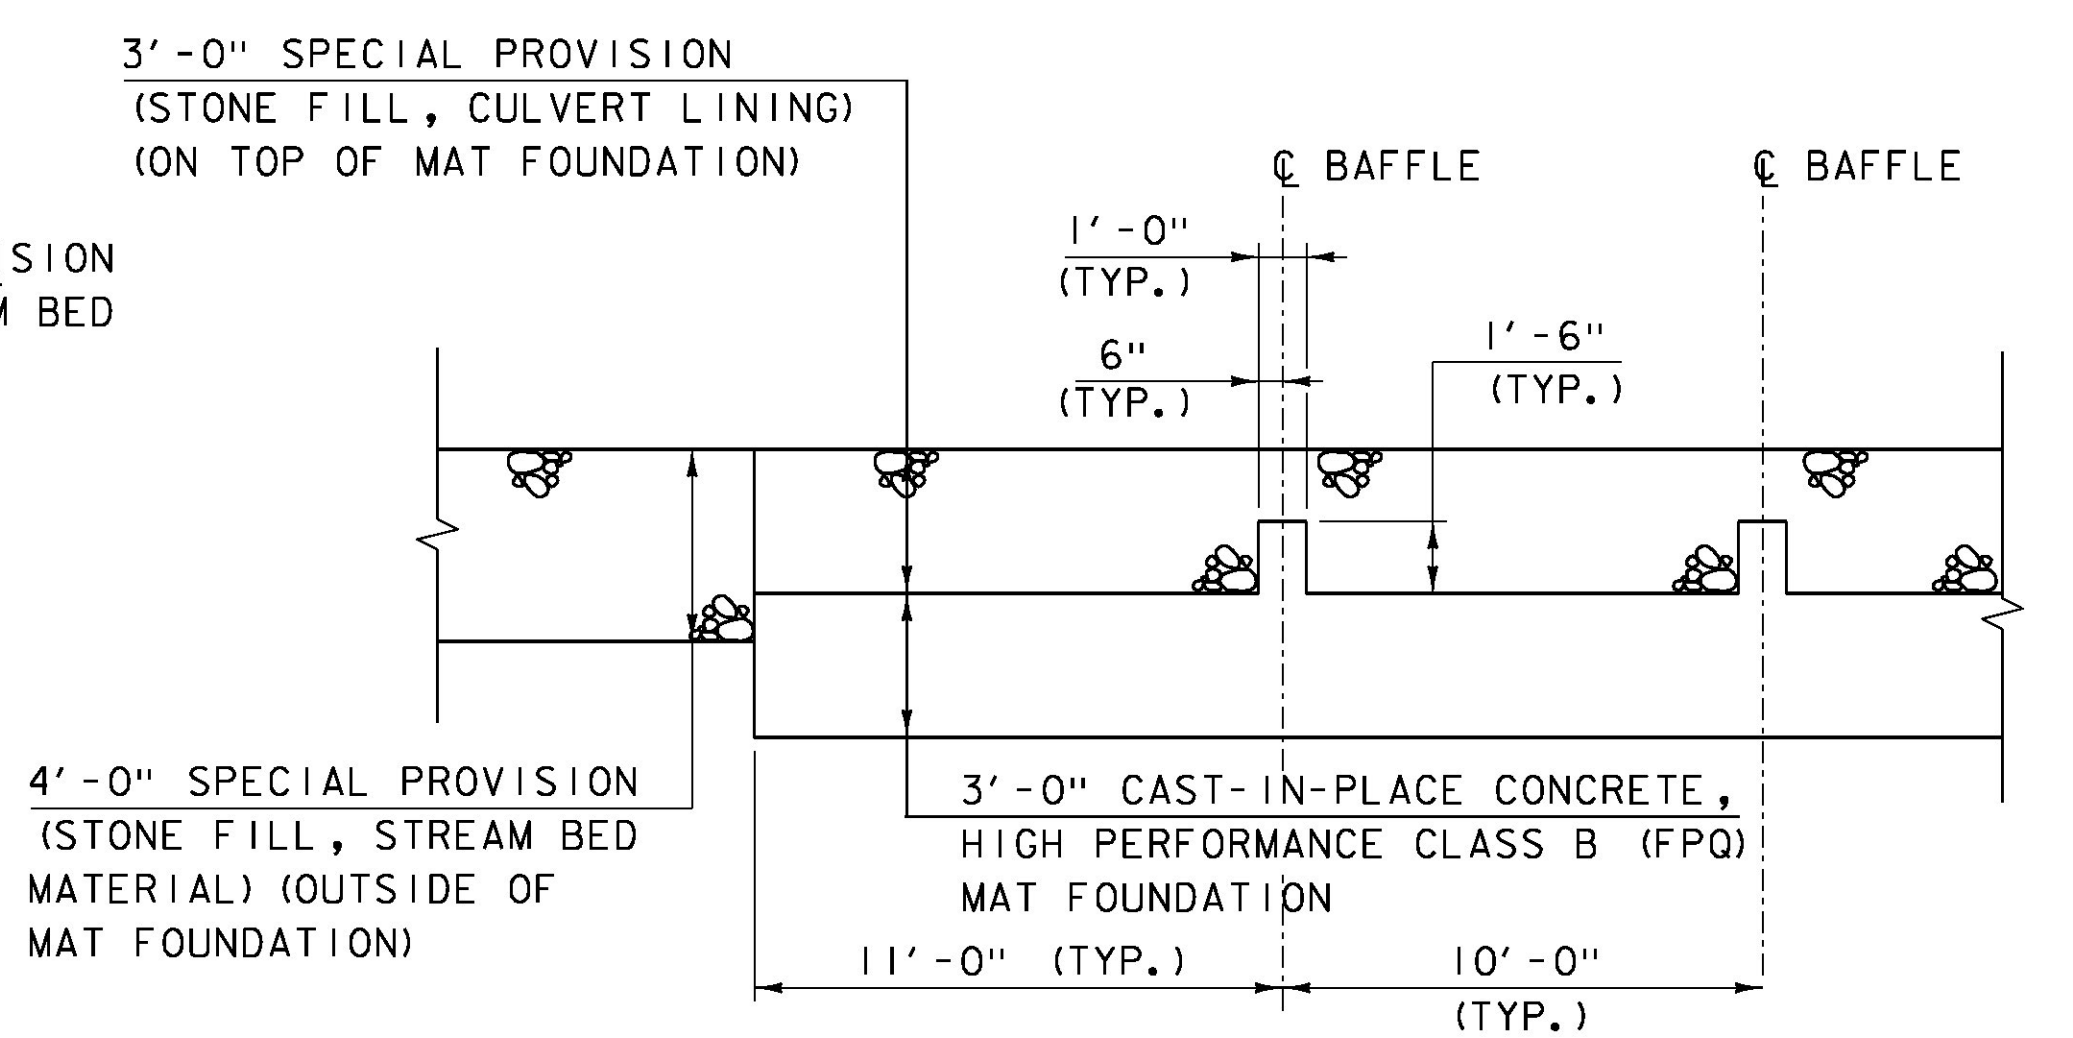 3'-0" SPECIAL PROVISION
(STONE FILL, CULVERT LINING)
(ON TOP OF MAT FOUNDATION)
℄ BAFFLE
℄ BAFFLE
SION
BED
1'-0"
(TYP.)
6"
(TYP.)
1'-6"
(TYP.)
4'-0" SPECIAL PROVISION
(STONE FILL, STREAM BED
MATERIAL) (OUTSIDE OF
MAT FOUNDATION)
3'-0" CAST-IN-PLACE CONCRETE,
HIGH PERFORMANCE CLASS B (FPQ)
MAT FOUNDATION
11'-0" (TYP.)
10'-0"
(TYP.)